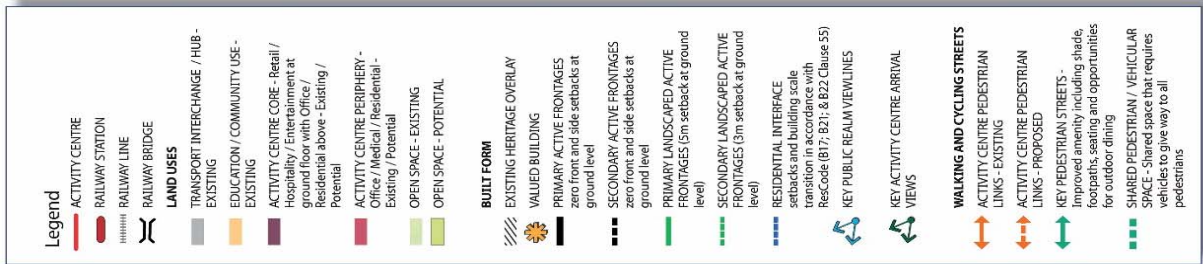 Legend
ACTIVITY CENTRE
RAILWAY STATION
RAILWAY LINE
RAILWAY BRIDGE
LAND USES
TRANSPORT INTERCHANGE / HUB -
EXISTING
EDUCATION / COMMUNITY USE -
EXISTING
ACTIVITY CENTRE CORE - Retail /
Hospitality / Entertainment at
ground floor with Office /
Residential above - Existing /
Potential
ACTIVITY CENTRE PERIPHERY -
Office / Medical / Residential -
Existing / Potential
OPEN SPACE - EXISTING
OPEN SPACE - POTENTIAL
BUILT FORM
EXISTING HERITAGE OVERLAY
VALUED BUILDING
PRIMARY ACTIVE FRONTAGES
zero front and side setbacks at
ground level
SECONDARY ACTIVE FRONTAGES
zero front and side setbacks at
ground level
PRIMARY LANDSCAPED ACTIVE
FRONTAGES (5m setback at ground
level)
SECONDARY LANDSCAPED ACTIVE
FRONTAGES (3m setback at ground
level)
RESIDENTIAL INTERFACE
setbacks and building scale
transition in accordance with
ResCode (B17; B21; & B22 Clause 55)
KEY PUBLIC REALM VIEWLINES
KEY ACTIVITY CENTRE ARRIVAL
VIEWS
WALKING AND CYCLING STREETS
ACTIVITY CENTRE PEDESTRIAN
LINKS - EXISTING
ACTIVITY CENTRE PEDESTRIAN
LINKS - PROPOSED
KEY PEDESTRIAN STREETS -
Improved amenity including shade,
footpaths, seating and opportunities
for outdoor dining
SHARED PEDESTRIAN / VEHICULAR
SPACE - Shared space that requires
vehicles to give way to all
pedestrians